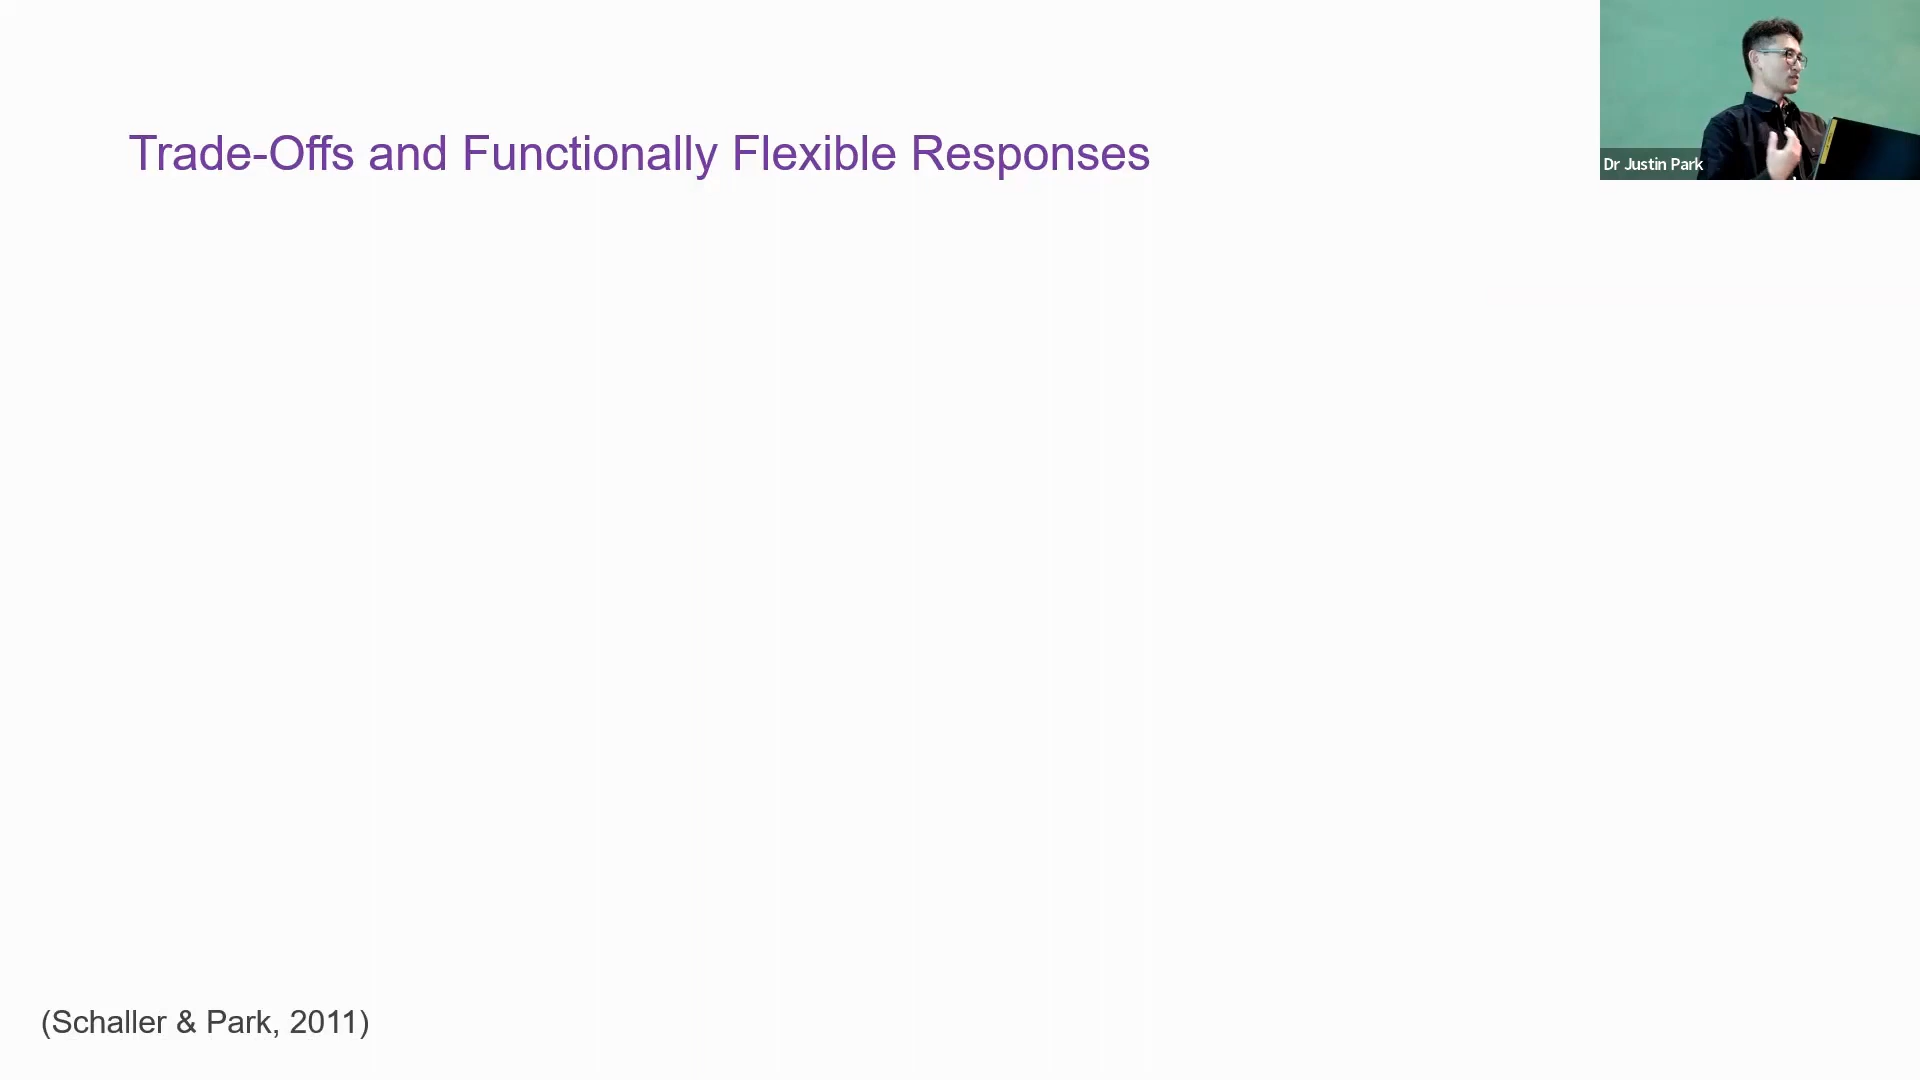 Trade-Offs and Functionally Flexible Responses
Dr Justin Park
(Schaller & Park, 2011)